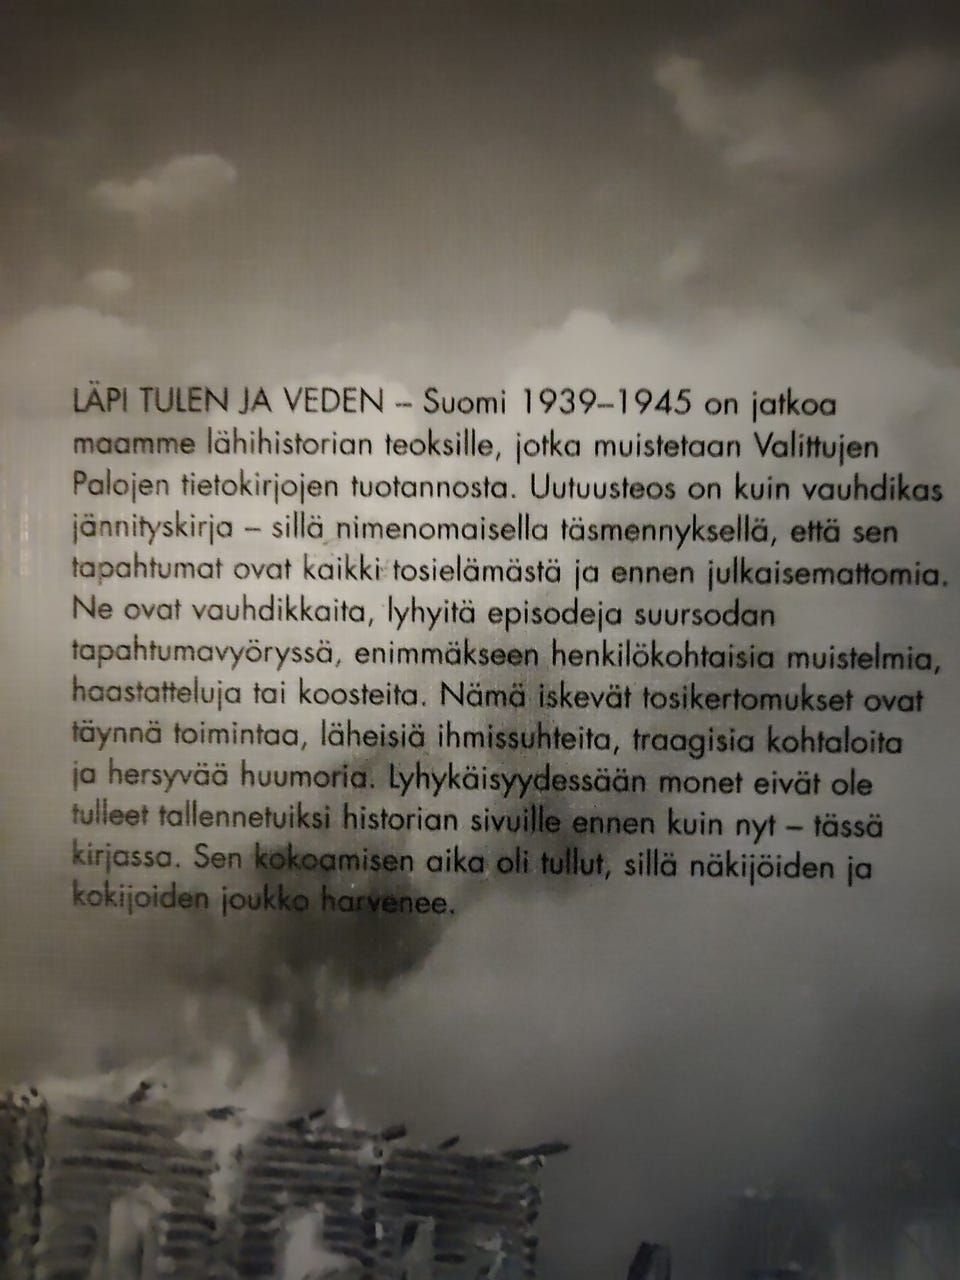 LÄPI TULEN JA VEDEN – Suomi 1939–1945 on jatkoa
maamme lähihistorian teoksille, jotka muistetaan Valittujen
Palojen tietokirjojen tuotannosta. Uutuusteos on kuin vauhdikas
jännityskirja – sillä nimenomaisella täsmennyksellä, että sen
tapahtumat ovat kaikki tosielämästä ja ennen julkaisemattomia.
Ne ovat vauhdikkaita, lyhyitä episodeja suursodan
tapahtumavyöryssä, enimmäkseen henkilökohtaisia muistelmia,
haastatteluja tai koosteita. Nämä iskevät tosikertomukset ovat
täynnä toimintaa, läheisiä ihmissuhteita, traagisia kohtaloita
ja hersyvää huumoria. Lyhykäisyydessään monet eivät ole
tulleet tallennetuiksi historian sivuille ennen kuin nyt – tässä
kirjassa. Sen kokoamisen aika oli tullut, sillä näkijöiden ja
kokijoiden joukko harvenee.